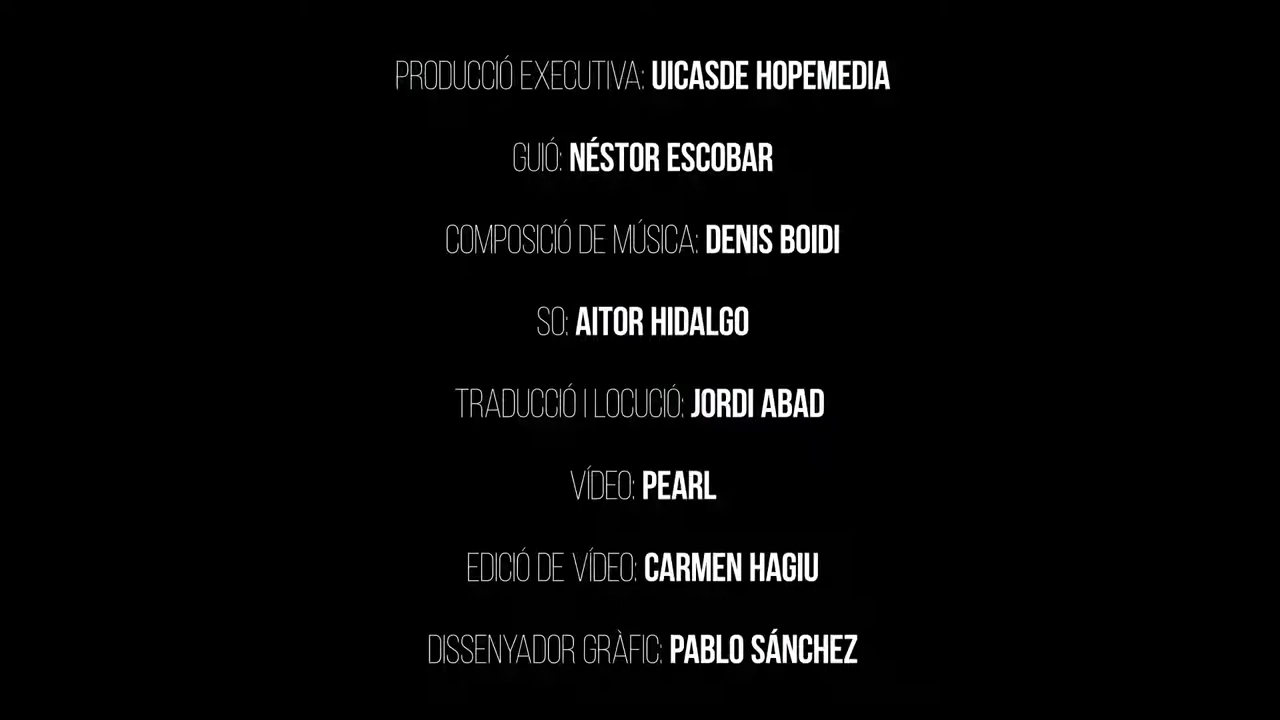 PRODUCCIÓ EXECUTIVA: UICASDE HOPEMEDIA
GUIÓ: NÉSTOR ESCOBAR
COMPOSICIÓ DE MÚSICA: DENIS BOIDI
SO: AITOR HIDALGO
TRADUCCIÓ I LOCUCIÓ: JORDI ABAD
VÍDEO: PEARL
EDICIÓ DE VÍDEO: CARMEN HAGIU
DISSENYADOR GRÀFIC: PABLO SÁNCHEZ